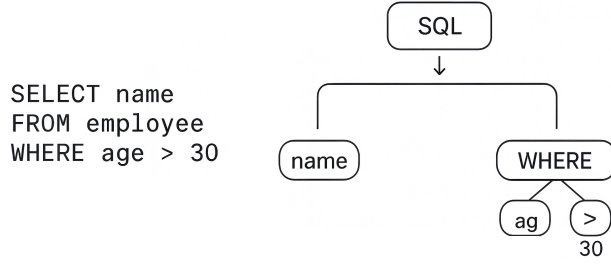 SELECT name
FROM employee
WHERE age > 30
SQL
name
WHERE
ag
>
30